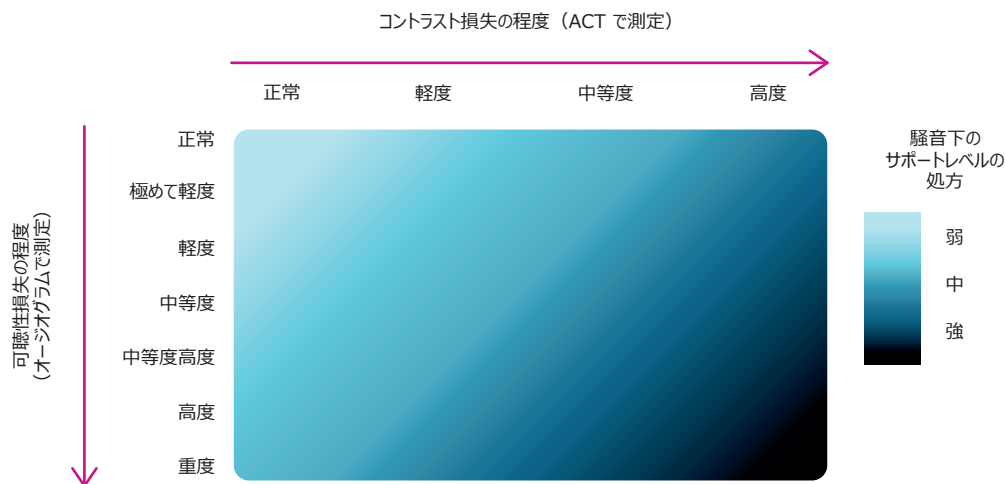 コントラスト損失の程度（ACT で測定）
正常
軽度
中等度
高度
正常
極めて軽度
軽度
中等度
中等度高度
高度
重度
可聴性損失の程度
（オージオグラムで測定）
騒音下の
サポートレベルの
処方
弱
中
強